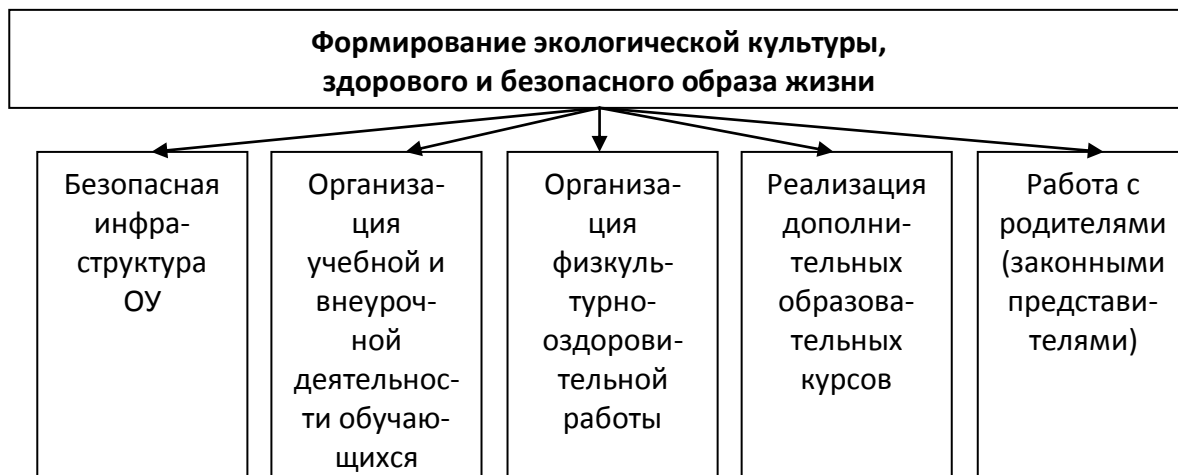 Формирование экологической культуры,
здорового и безопасного образа жизни
Безопасная
инфра-
структура
ОУ
Организа-
ция
учебной и
внеуроч-
ной
деятельнос-
ти обучаю-
щихся
Организа-
ция
физкуль-
турно-
оздорови-
тельной
работы
Реализация
дополни-
тельных
образова-
тельных
курсов
Работа с
родителями
(законными
представи-
телями)